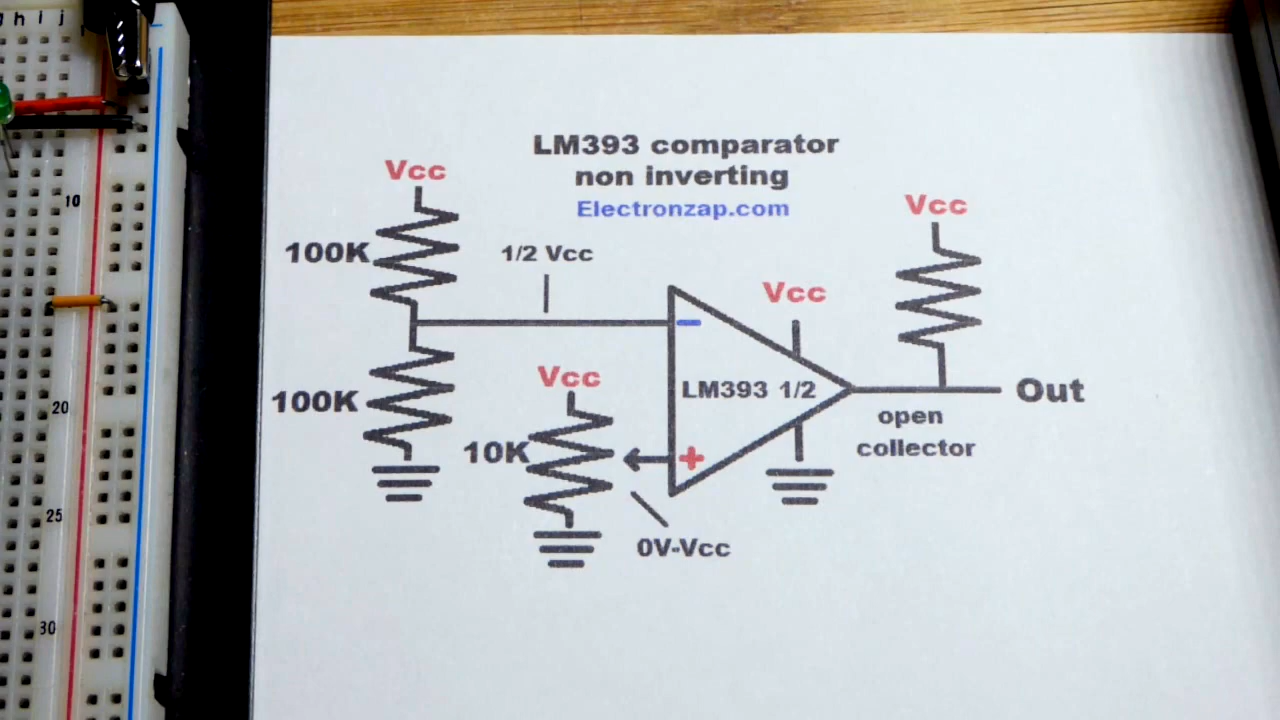 g h i j
10
20
25
30
LM393 comparator
non inverting
Electronzap.com
Vcc
100K
1/2 Vcc
100K
Vcc
10K
0V-Vcc
−
+
LM393 1/2
Vcc
Vcc
Out
open
collector